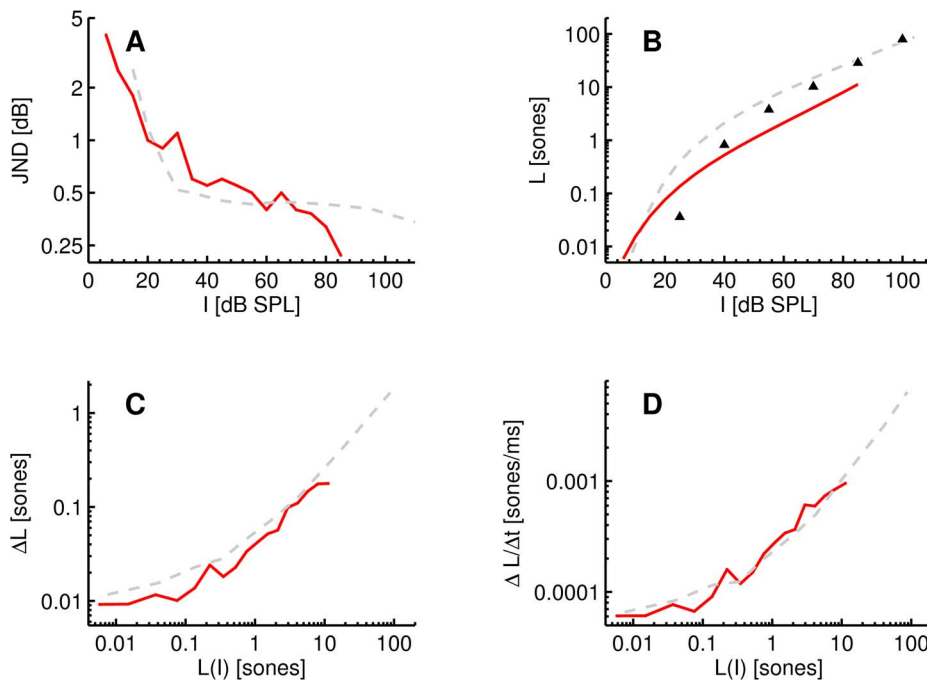 A
JND [dB]
5
2
1
0.5
0.25
0 20 40 60 80 100
I [dB SPL]
B
L [sones]
100
10
1
0.1
0.01
0 20 40 60 80 100
I [dB SPL]
C
ΔL [sones]
1
0.1
0.01
0.01 0.1 1 10 100
L(I) [sones]
D
Δ L/Δt [sones/ms]
0.001
0.0001
0.01 0.1 1 10 100
L(I) [sones]